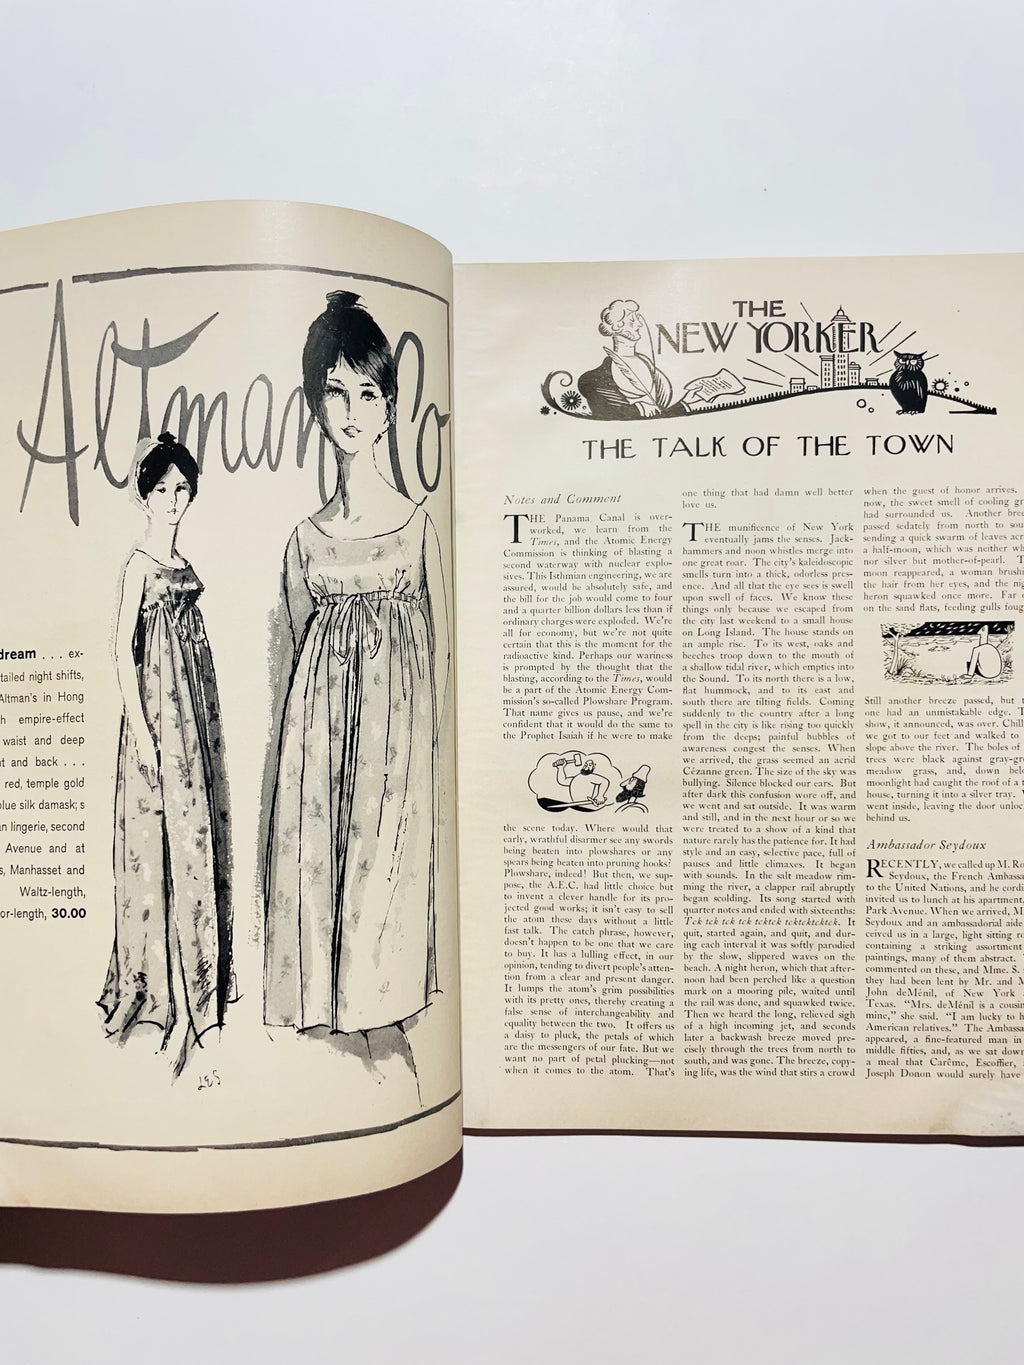 Altman & Co
dream . . . ex-
tailed night shifts,
Altman's in Hong
h empire-effect
waist and deep
t and back . . .
red, temple gold
blue silk damask; s
n lingerie, second
Avenue and at
s, Manhasset and
Waltz-length,
or-length, 30.00
LES
THE
NEW YORKER
THE TALK OF THE TOWN
Notes and Comment
THE Panama Canal is over-
worked, we learn from the
Times, and the Atomic Energy
Commission is thinking of blasting a
second waterway with nuclear explo-
sives. This Isthmian engineering, we are
assured, would be absolutely safe, and
the bill for the job would come to four
and a quarter billion dollars less than if
ordinary charges were exploded. We're
all for economy, but we're not quite
certain that this is the moment for the
radioactive kind. Perhaps our wariness
is prompted by the thought that the
blasting, according to the Times, would
be a part of the Atomic Energy Com-
mission's so-called Plowshare Program.
That name gives us pause, and we're
confident that it would do the same to
the Prophet Isaiah if he were to make
the scene today. Where would that
early, wrathful disarmer see any swords
being beaten into plowshares or any
spears being beaten into pruning hooks?
Plowshare, indeed! But then, we sup-
pose, the A.E.C. had little choice but
to invent a clever handle for its pro-
jected good works; it isn't easy to sell
the atom these days without a little
fast talk. The catch phrase, however,
doesn't happen to be one that we care
to buy. It has a lulling effect, in our
opinion, tending to divert people's atten-
tion from a clear and present danger.
It lumps the atom's grim possibilities
with its pretty ones, thereby creating a
false sense of interchangeability and
equality between the two. It offers us
a daisy to pluck, the petals of which
are the messengers of our fate. But we
want no part of petal plucking—not
when it comes to the atom. That's
one thing that had damn well better
love us.
THE munificence of New York
eventually jams the senses. Jack-
hammers and noon whistles merge into
one great roar. The city's kaleidoscopic
smells turn into a thick, odorless pres-
ence. And all that the eye sees is swell
upon swell of faces. We know these
things only because we escaped from
the city last weekend to a small house
on Long Island. The house stands on
an ample rise. To its west, oaks and
beeches troop down to the mouth of
a shallow tidal river, which empties into
the Sound. To its north there is a low,
flat hummock, and to its east and
south there are tilting fields. Coming
suddenly to the country after a long
spell in the city is like rising too quickly
from the deeps; painful bubbles of
awareness congest the senses. When
we arrived, the grass seemed an acrid
Cézanne green. The size of the sky was
bullying. Silence blocked our ears. But
after dark this confusion wore off, and
we went and sat outside. It was warm
and still, and in the next hour or so we
were treated to a show of a kind that
nature rarely has the patience for. It had
style and an easy, selective pace, full of
pauses and little climaxes. It began
with sounds. In the salt meadow rim-
ming the river, a clapper rail abruptly
began scolding. Its song started with
quarter notes and ended with sixteenths:
Tck tck tck tck tcktck tcktcktcktck. It
quit, started again, and quit, and dur-
ing each interval it was softly parodied
by the slow, slippered waves on the
beach. A night heron, which that after-
noon had been perched like a question
mark on a mooring pile, waited until
the rail was done, and squawked twice.
Then we heard the long, relieved sigh
of a high incoming jet, and seconds
later a backwash breeze moved pre-
cisely through the trees from north to
south, and was gone. The breeze, copy-
ing life, was the wind that stirs a crowd
when the guest of honor arrives.
now, the sweet smell of cooling gr
had surrounded us. Another bree
passed sedately from north to sou
sending a quick swarm of leaves acr
a half-moon, which was neither wh
nor silver but mother-of-pearl. T
moon reappeared, a woman brushi
the hair from her eyes, and the nig
heron squawked once more. Far o
on the sand flats, feeding gulls foug
Still another breeze passed, but t
one had an unmistakable edge. T
show, it announced, was over. Chill
we got to our feet and walked to
slope above the river. The boles of
trees were black against gray-gr
meadow grass, and, down belo
moonlight had caught the roof of a t
house, turning it into a silver tray. W
went inside, leaving the door unloc
behind us.
Ambassador Seydoux
RECENTLY, we called up M. Ro
Seydoux, the French Ambassa
to the United Nations, and he cordi
invited us to lunch at his apartment,
Park Avenue. When we arrived, M
Seydoux and an ambassadorial aide
ceived us in a large, light sitting ro
containing a striking assortment
paintings, many of them abstract.
commented on these, and Mme. S.
they had been lent by Mr. and M
John deMénil, of New York
Texas. "Mrs. deMénil is a cousin
mine," she said. "I am lucky to h
American relatives." The Ambassa
appeared, a fine-featured man in
middle fifties, and, as we sat down
a meal that Carême, Escoffier,
Joseph Donon would surely have